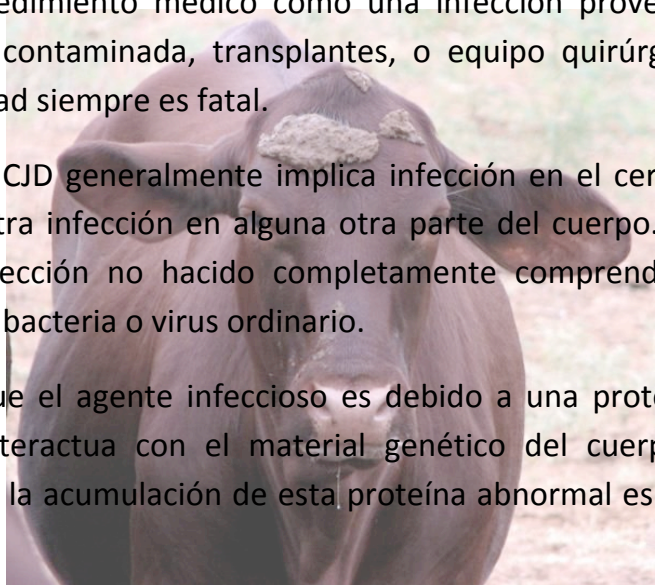 edimiento médico como una infección prove
contaminada, transplantes, o equipo quirúrg
ad siempre es fatal.
CJD generalmente implica infección en el cer
tra infección en alguna otra parte del cuerpo.
ección no hacido completamente comprend
bacteria o virus ordinario.
ue el agente infeccioso es debido a una prot
teractua con el material genético del cuerp
la acumulación de esta proteína abnormal es